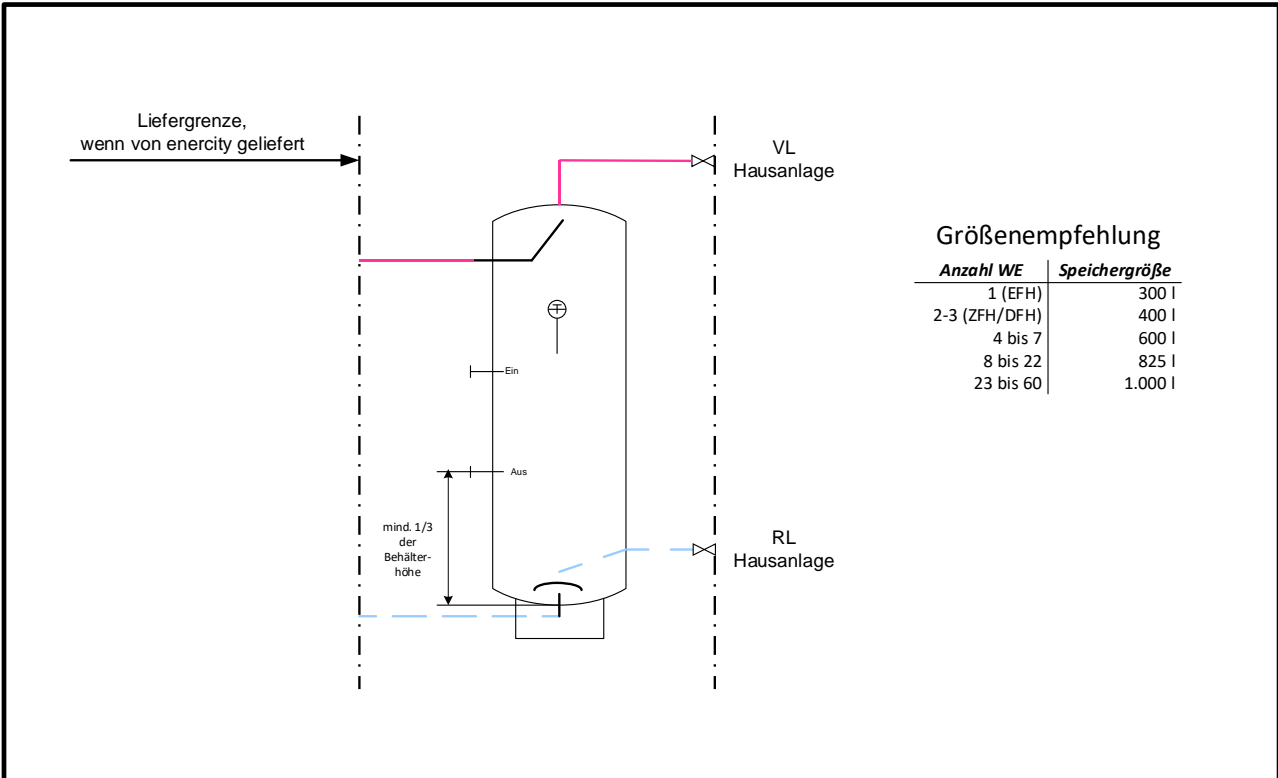 Liefergrenze,
wenn von enercity geliefert
VL
Hausanlage
Größenempfehlung
Anzahl WE Speichergröße
1 (EFH) 300 l
2-3 (ZFH/DFH) 400 l
4 bis 7 600 l
8 bis 22 825 l
23 bis 60 1.000 l
T
Ein
Aus
mind. 1/3
der
Behälter-
höhe
RL
Hausanlage